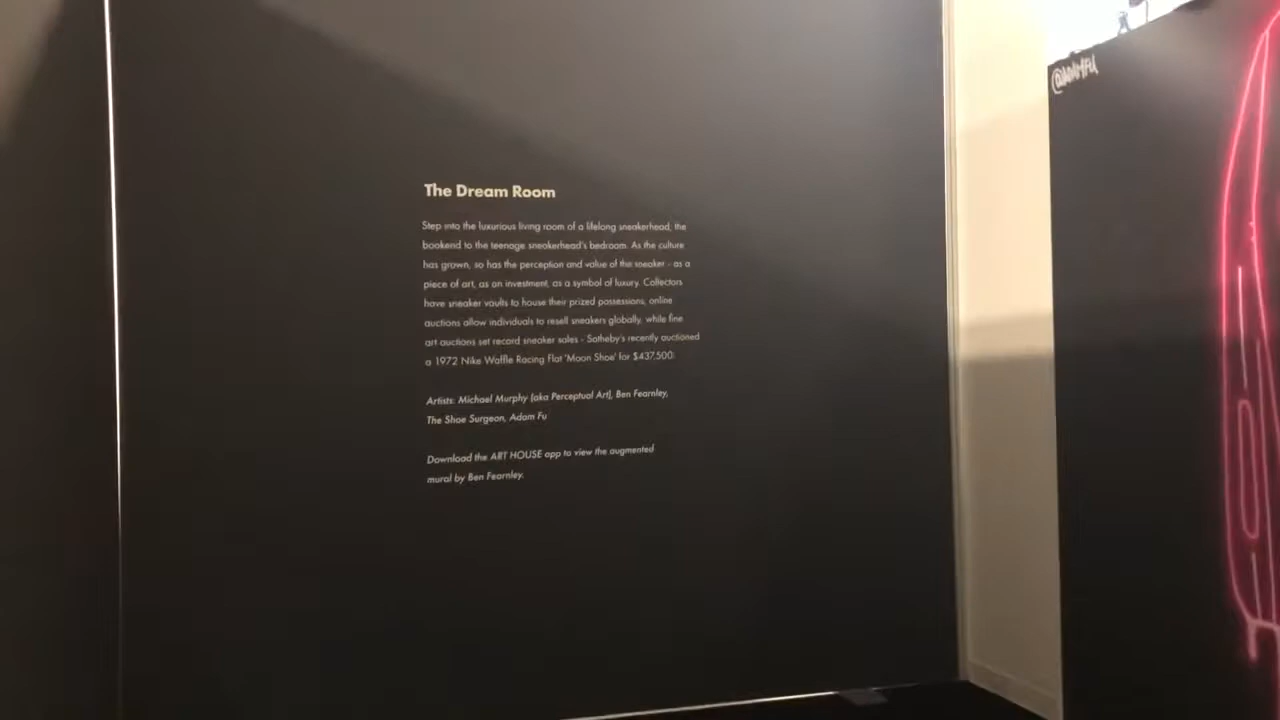 The Dream Room
Step into the luxurious living room of a lifelong sneakerhead, the
bookend to the teenage sneakerhead's bedroom. As the culture
has grown, so has the perception and value of the sneaker - as a
piece of art, as an investment, as a symbol of luxury. Collectors
have sneaker vaults to house their prized possessions, online
auctions allow individuals to resell sneakers globally, while fine
art auctions set record sneaker sales - Sotheby's recently auctioned
a 1972 Nike Waffle Racing Flat 'Moon Shoe' for $437,500.
Artists: Michael Murphy (aka Perceptual Art), Ben Fearnley,
The Shoe Surgeon, Adam Fu
Download the ART HOUSE app to view the augmented
mural by Ben Fearnley.
@ADAMFU